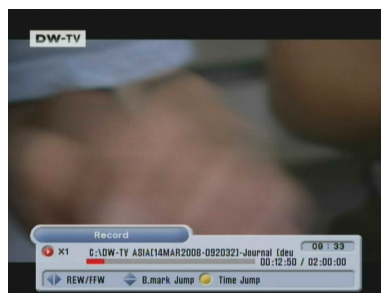 DW-TV
Record
09 : 33
X1 C:\DW-TV ASIA[14MAR2008-092032]-Journal [deu
00:12:50 / 02:00:00
REW/FFW B.mark Jump Time Jump